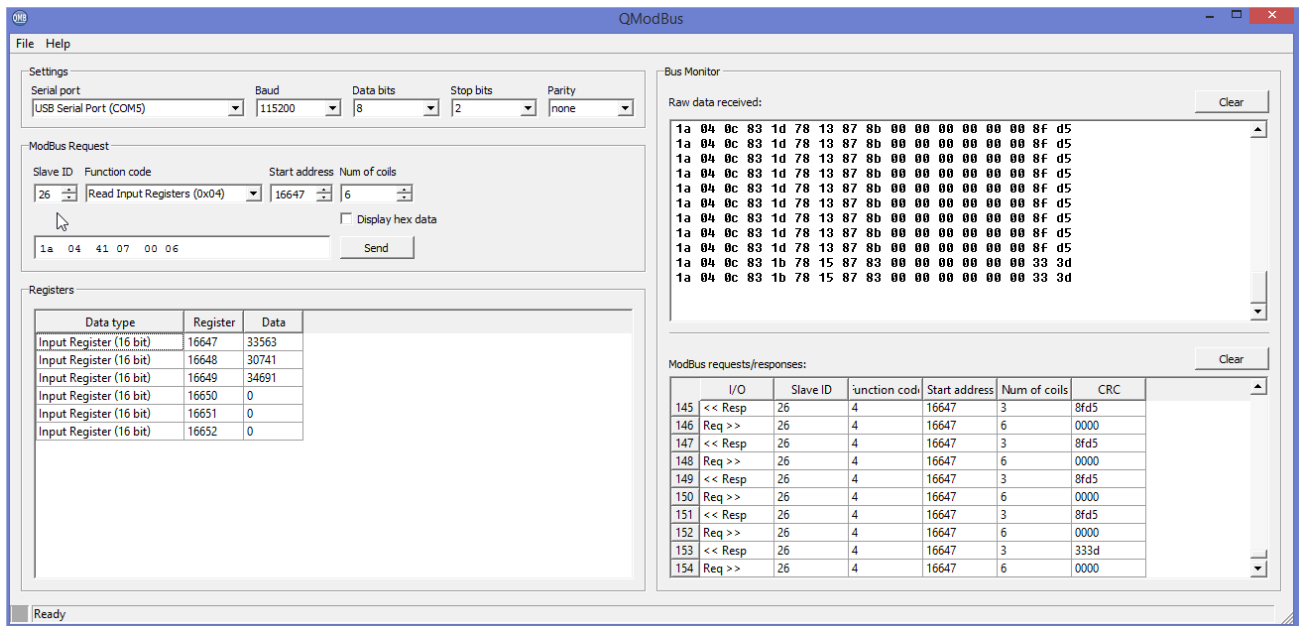 QMB QModBus
File Help
Settings
Serial port Baud Data bits Stop bits Parity
USB Serial Port (COM5) 115200 8 2 none
ModBus Request
Slave ID Function code Start address Num of coils
26 Read Input Registers (0x04) 16647 6
Display hex data
1a 04 41 07 00 06 Send
Registers
Data type Register Data
Input Register (16 bit) 16647 33563
Input Register (16 bit) 16648 30741
Input Register (16 bit) 16649 34691
Input Register (16 bit) 16650 0
Input Register (16 bit) 16651 0
Input Register (16 bit) 16652 0
Bus Monitor
Raw data received: Clear
1a 04 0c 83 1d 78 13 87 8b 00 00 00 00 00 00 8f d5
1a 04 0c 83 1d 78 13 87 8b 00 00 00 00 00 00 8f d5
1a 04 0c 83 1d 78 13 87 8b 00 00 00 00 00 00 8f d5
1a 04 0c 83 1d 78 13 87 8b 00 00 00 00 00 00 8f d5
1a 04 0c 83 1d 78 13 87 8b 00 00 00 00 00 00 8f d5
1a 04 0c 83 1d 78 13 87 8b 00 00 00 00 00 00 8f d5
1a 04 0c 83 1d 78 13 87 8b 00 00 00 00 00 00 8f d5
1a 04 0c 83 1d 78 13 87 8b 00 00 00 00 00 00 8f d5
1a 04 0c 83 1d 78 13 87 8b 00 00 00 00 00 00 8f d5
1a 04 0c 83 1b 78 15 87 83 00 00 00 00 00 00 33 3d
1a 04 0c 83 1b 78 15 87 83 00 00 00 00 00 00 33 3d
ModBus requests/responses: Clear
I/O Slave ID unction cod Start address Num of coils CRC
145 << Resp 26 4 16647 3 8fd5
146 Req >> 26 4 16647 6 0000
147 << Resp 26 4 16647 3 8fd5
148 Req >> 26 4 16647 6 0000
149 << Resp 26 4 16647 3 8fd5
150 Req >> 26 4 16647 6 0000
151 << Resp 26 4 16647 3 8fd5
152 Req >> 26 4 16647 6 0000
153 << Resp 26 4 16647 3 333d
154 Req >> 26 4 16647 6 0000
Ready